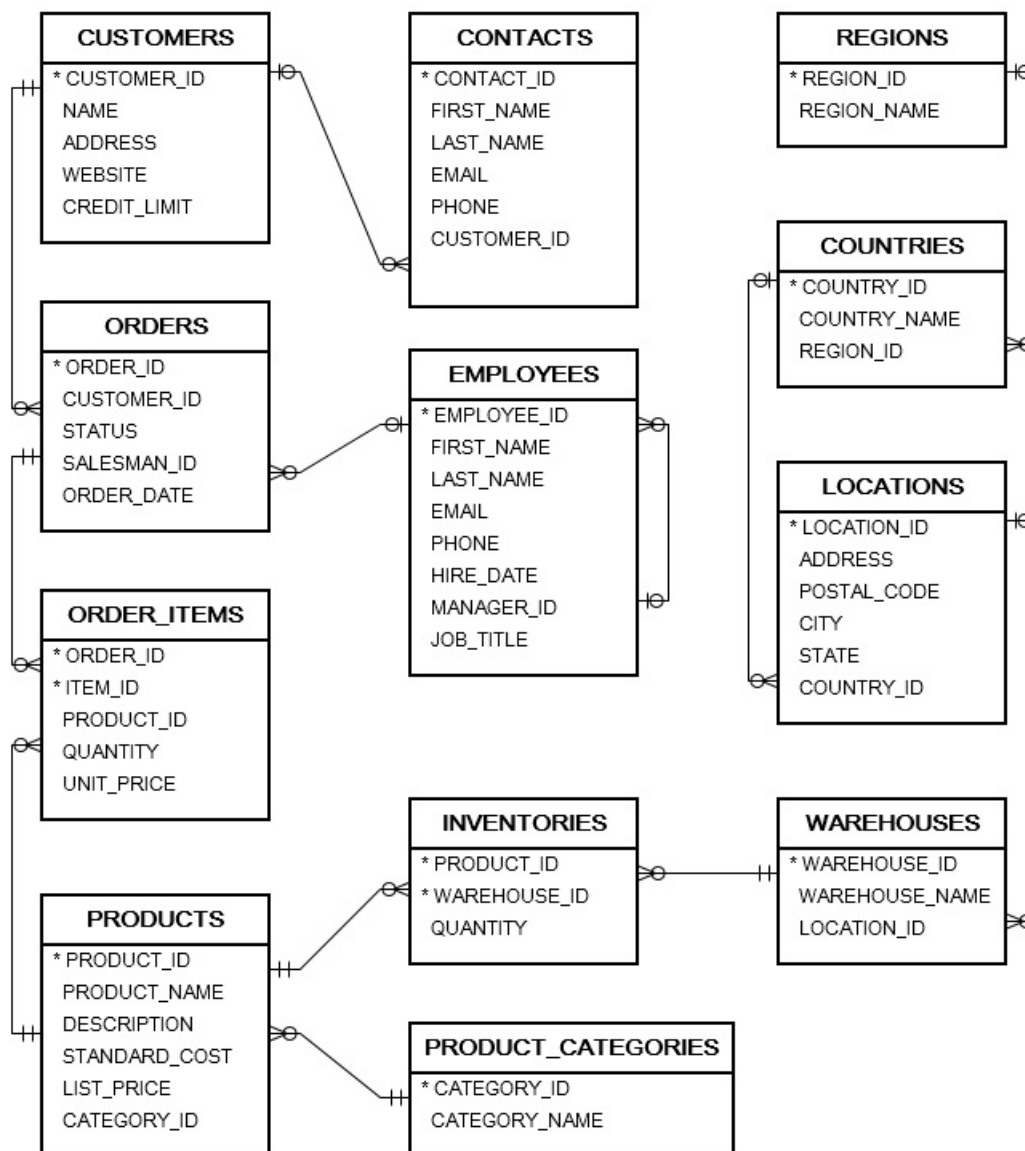 CUSTOMERS
* CUSTOMER_ID
NAME
ADDRESS
WEBSITE
CREDIT_LIMIT
CONTACTS
* CONTACT_ID
FIRST_NAME
LAST_NAME
EMAIL
PHONE
CUSTOMER_ID
REGIONS
* REGION_ID
REGION_NAME
COUNTRIES
* COUNTRY_ID
COUNTRY_NAME
REGION_ID
ORDERS
* ORDER_ID
CUSTOMER_ID
STATUS
SALESMAN_ID
ORDER_DATE
EMPLOYEES
* EMPLOYEE_ID
FIRST_NAME
LAST_NAME
EMAIL
PHONE
HIRE_DATE
MANAGER_ID
JOB_TITLE
LOCATIONS
* LOCATION_ID
ADDRESS
POSTAL_CODE
CITY
STATE
COUNTRY_ID
ORDER_ITEMS
* ORDER_ID
* ITEM_ID
PRODUCT_ID
QUANTITY
UNIT_PRICE
INVENTORIES
* PRODUCT_ID
* WAREHOUSE_ID
QUANTITY
WAREHOUSES
* WAREHOUSE_ID
WAREHOUSE_NAME
LOCATION_ID
PRODUCTS
* PRODUCT_ID
PRODUCT_NAME
DESCRIPTION
STANDARD_COST
LIST_PRICE
CATEGORY_ID
PRODUCT_CATEGORIES
* CATEGORY_ID
CATEGORY_NAME